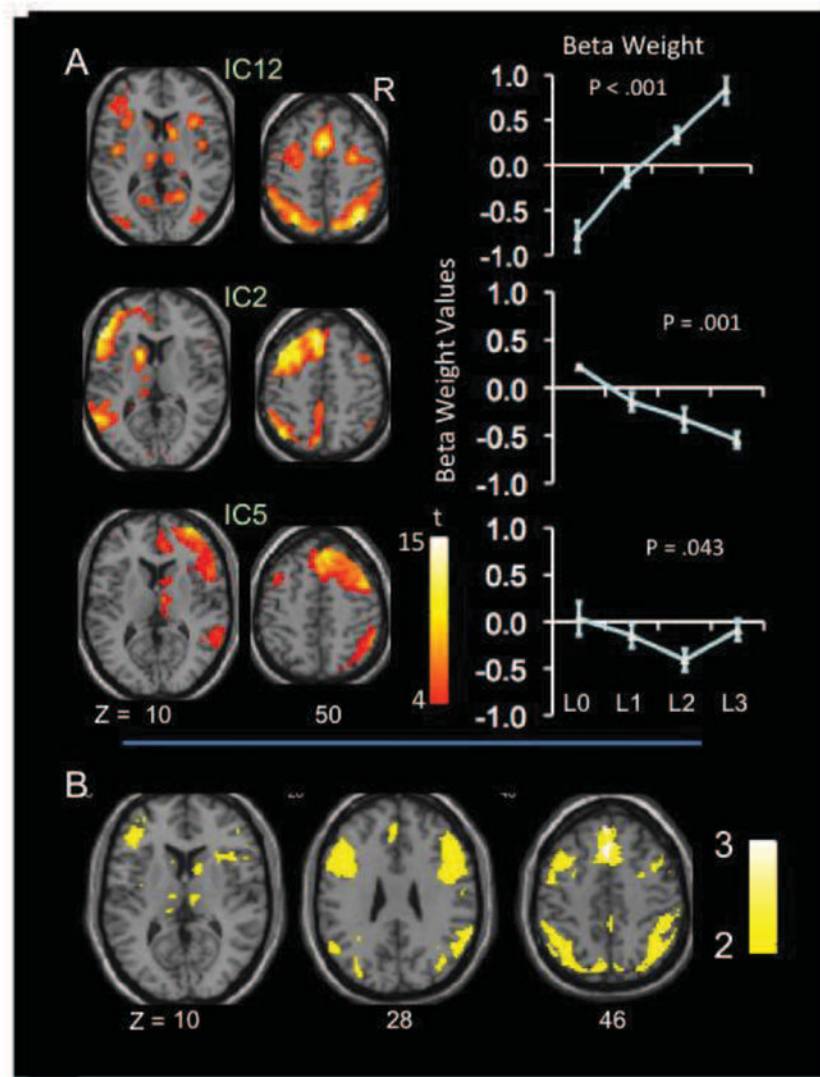 A
IC12
R
Beta Weight
P < .001
1.0
0.5
0.0
-0.5
-1.0
IC2
Beta Weight Values
P = .001
1.0
0.5
0.0
-0.5
-1.0
IC5
t
15
4
P = .043
1.0
0.5
0.0
-0.5
-1.0
L0 L1 L2 L3
Z = 10 50
B
3
2
Z = 10 28 46